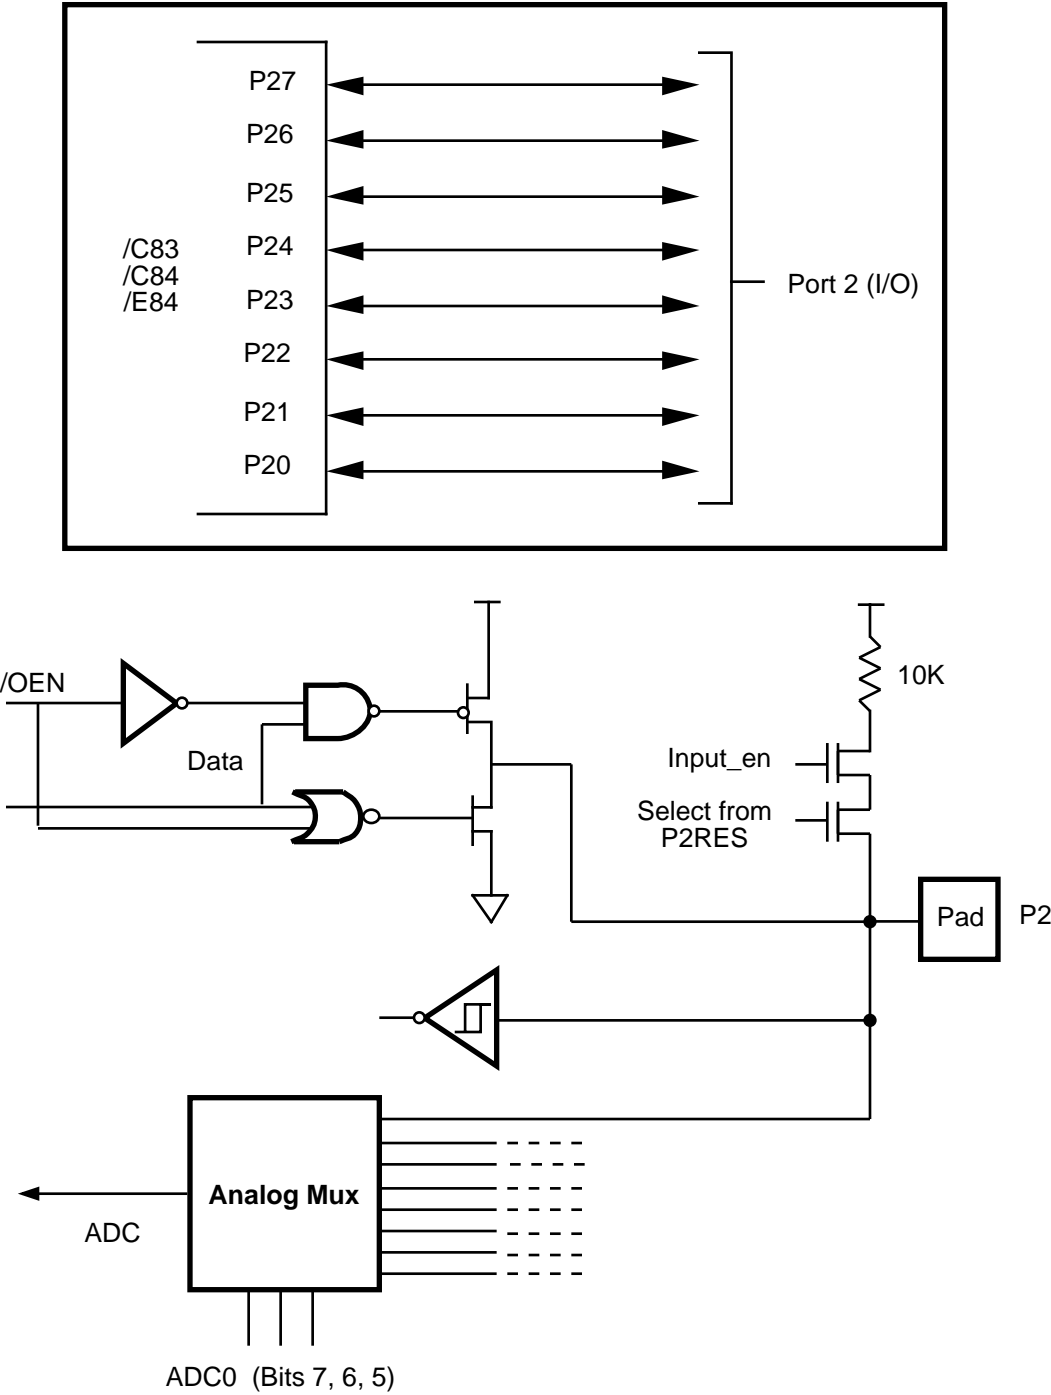 P27
P26
P25
P24
P23
P22
P21
P20
/C83
/C84
/E84
Port 2 (I/O)
/OEN
Data
10K
Input_en
Select from
P2RES
Pad
P2
Analog Mux
ADC
ADC0 (Bits 7, 6, 5)